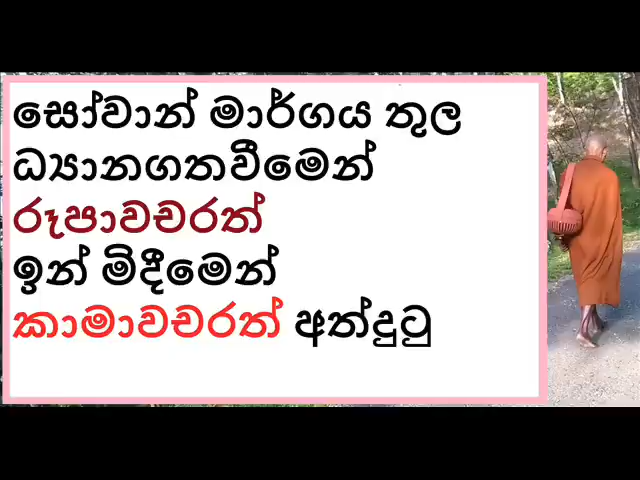 සෝවාන් මාර්ගය තුල
ධ්‍යානගතවීමෙන්
රූපාවචරත්
ඉන් මිදීමෙන්
කාමාවචරත් අත්දුටු